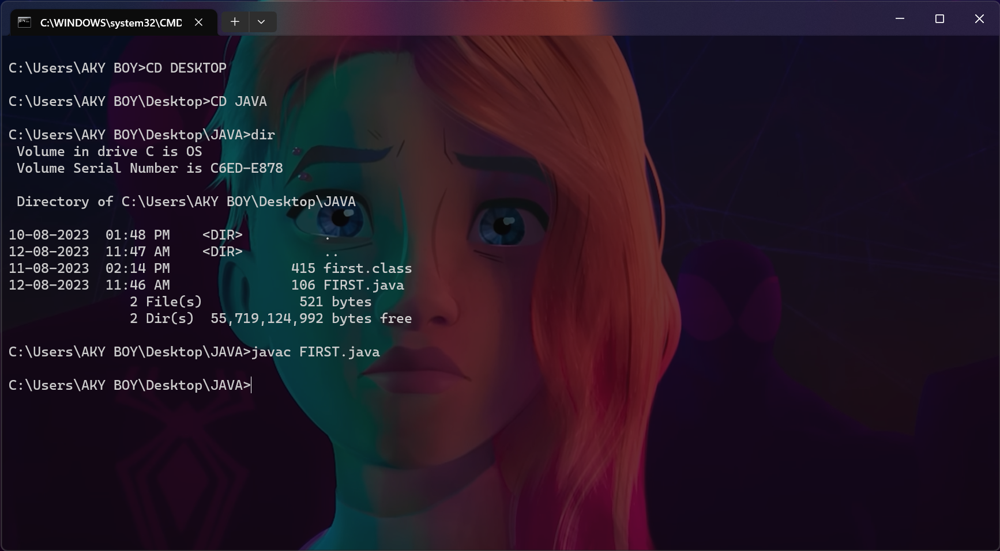 C:\WINDOWS\system32\CMD
C:\Users\AKY BOY>CD DESKTOP
C:\Users\AKY BOY\Desktop>CD JAVA
C:\Users\AKY BOY\Desktop\JAVA>dir
Volume in drive C is OS
Volume Serial Number is C6ED-E878
Directory of C:\Users\AKY BOY\Desktop\JAVA
10-08-2023  01:48 PM    <DIR>          .
12-08-2023  11:47 AM    <DIR>          ..
11-08-2023  02:14 PM               415 first.class
12-08-2023  11:46 AM               106 FIRST.java
2 File(s)            521 bytes
2 Dir(s)  55,719,124,992 bytes free
C:\Users\AKY BOY\Desktop\JAVA>javac FIRST.java
C:\Users\AKY BOY\Desktop\JAVA>